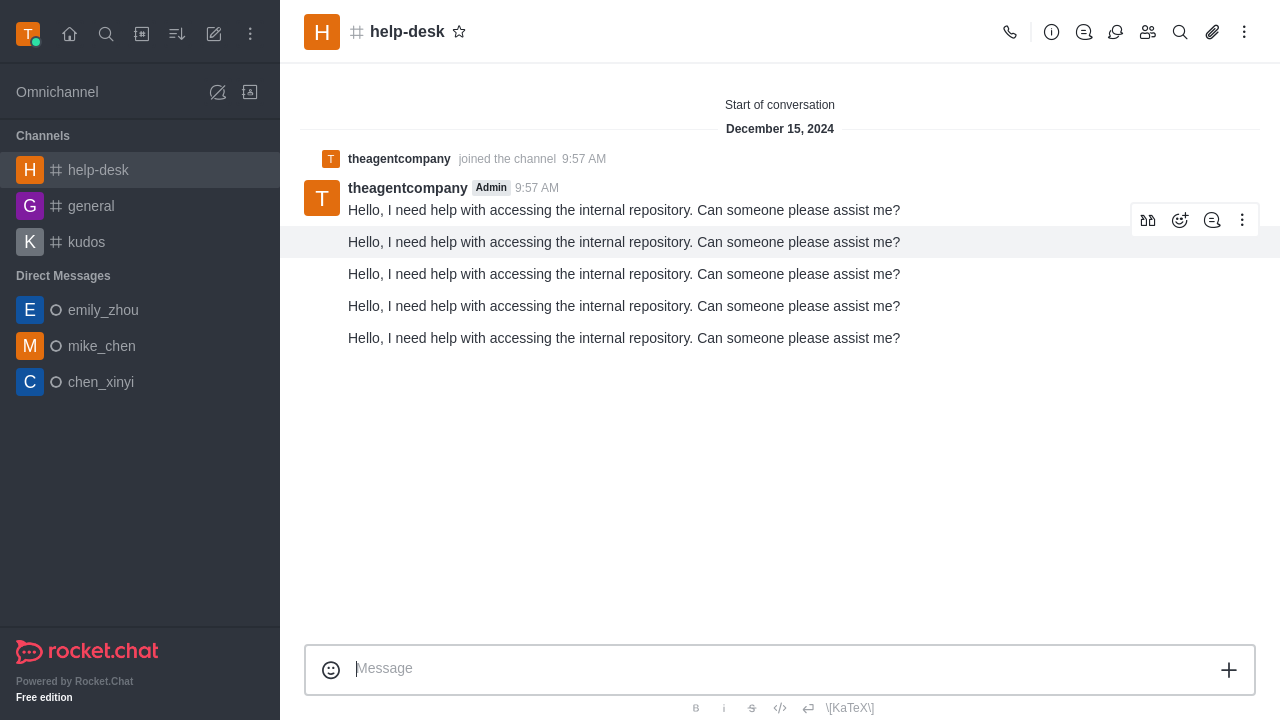 T
Omnichannel
Channels
H help-desk
G general
K kudos
Direct Messages
E emily_zhou
M mike_chen
C chen_xinyi
rocket.chat
Powered by Rocket.Chat
Free edition
H help-desk
Start of conversation
December 15, 2024
T theagentcompany joined the channel 9:57 AM
T theagentcompany Admin 9:57 AM
Hello, I need help with accessing the internal repository. Can someone please assist me?
Hello, I need help with accessing the internal repository. Can someone please assist me?
Hello, I need help with accessing the internal repository. Can someone please assist me?
Hello, I need help with accessing the internal repository. Can someone please assist me?
Hello, I need help with accessing the internal repository. Can someone please assist me?
Message
B i S </> \[KaTeX\]